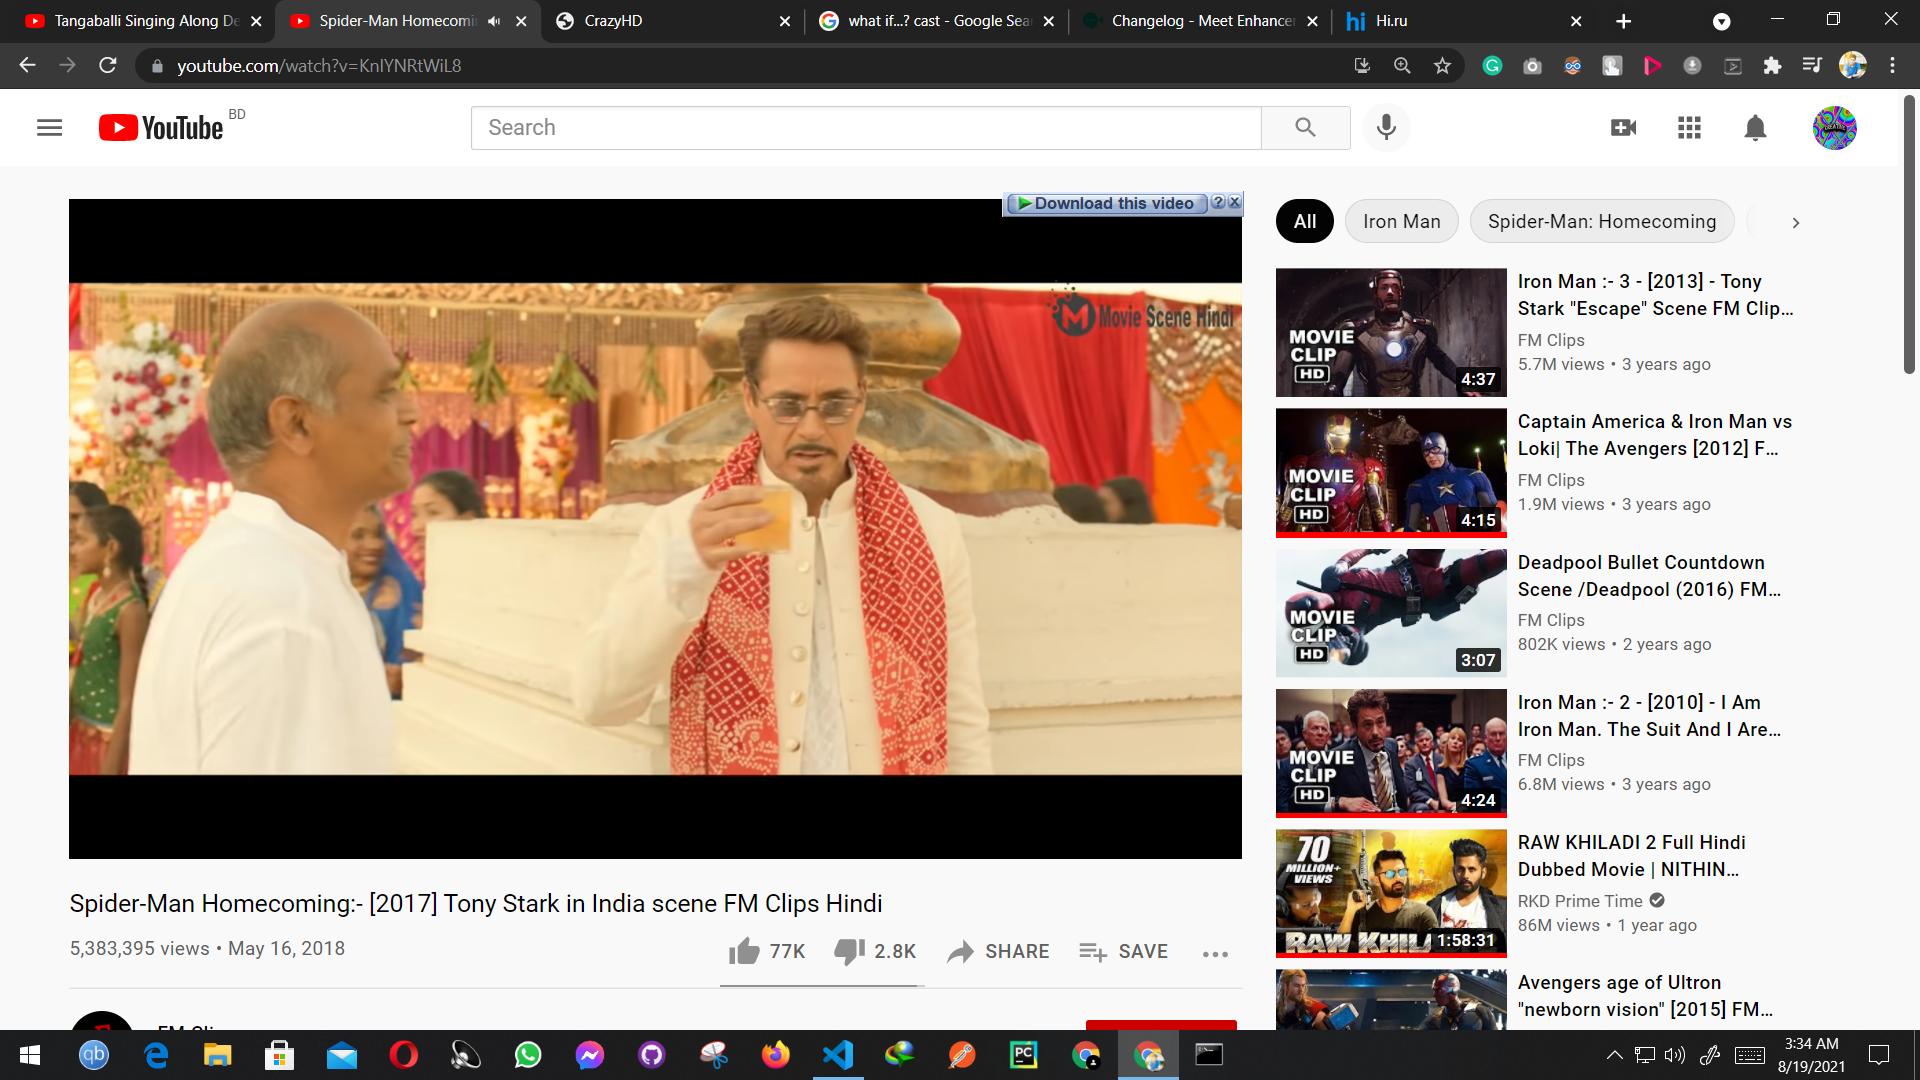 Tangaballi Singing Along De
Spider-Man Homecomin
CrazyHD
what if...? cast - Google Sea
Changelog - Meet Enhancer
Hi.ru
youtube.com/watch?v=KnIYNRtWiL8
YouTube BD
Search
Download this video
Movie Scene Hindi
All
Iron Man
Spider-Man: Homecoming
MOVIE
CLIP
HD
4:37
Iron Man :- 3 - [2013] - Tony
Stark "Escape" Scene FM Clip...
FM Clips
5.7M views • 3 years ago
MOVIE
CLIP
HD
4:15
Captain America & Iron Man vs
Loki| The Avengers [2012] F...
FM Clips
1.9M views • 3 years ago
MOVIE
CLIP
HD
3:07
Deadpool Bullet Countdown
Scene /Deadpool (2016) FM...
FM Clips
802K views • 2 years ago
MOVIE
CLIP
HD
4:24
Iron Man :- 2 - [2010] - I Am
Iron Man. The Suit And I Are...
FM Clips
6.8M views • 3 years ago
70
MILLION+
VIEWS
RAW KHILA
1:58:31
RAW KHILADI 2 Full Hindi
Dubbed Movie | NITHIN...
RKD Prime Time
86M views • 1 year ago
Avengers age of Ultron
"newborn vision" [2015] FM...
Spider-Man Homecoming:- [2017] Tony Stark in India scene FM Clips Hindi
5,383,395 views • May 16, 2018
77K
2.8K
SHARE
SAVE
FM Cli
qb
PC
3:34 AM
8/19/2021